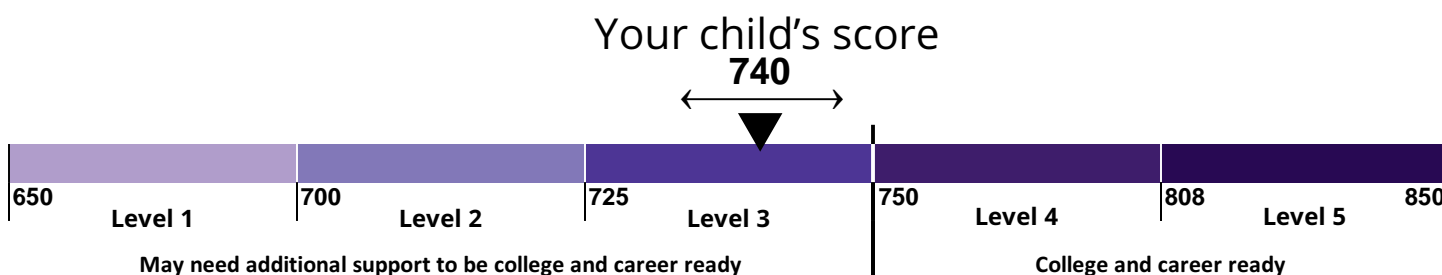 Your child’s score
740
650 700 725 750 808 850
Level 1 Level 2 Level 3 Level 4 Level 5
May need additional support to be college and career ready College and career ready